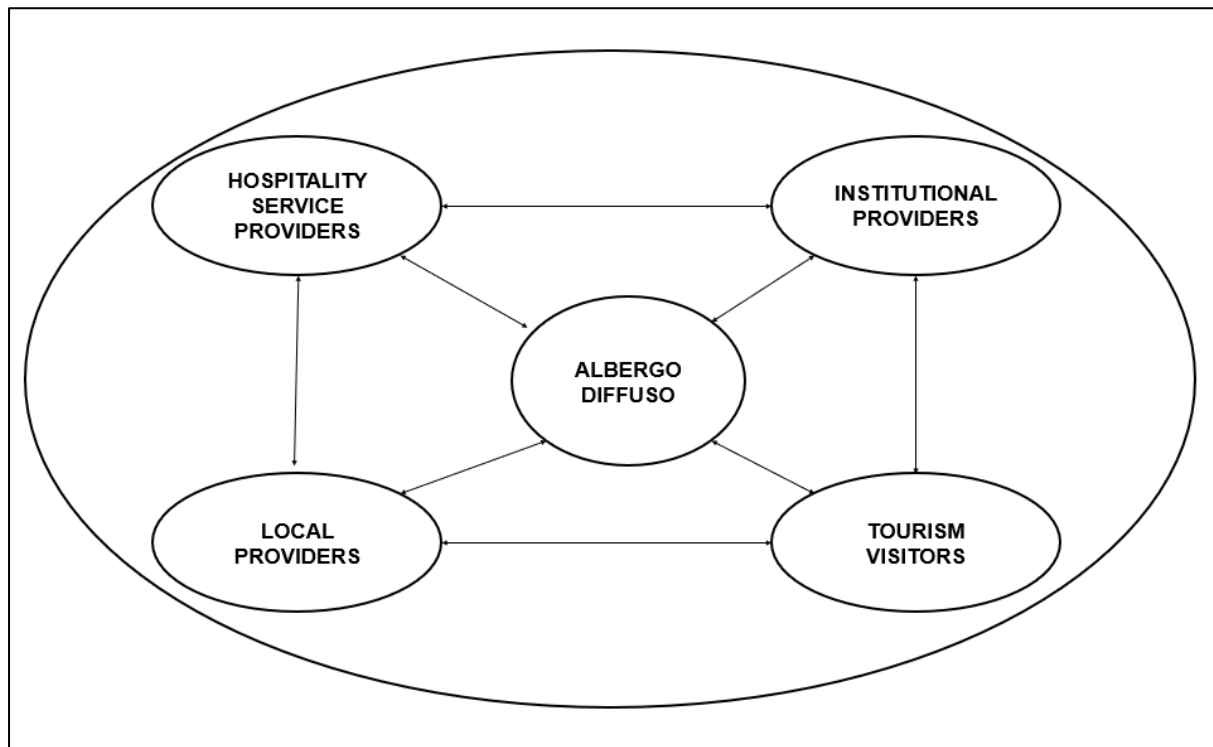 HOSPITALITY
SERVICE
PROVIDERS
INSTITUTIONAL
PROVIDERS
ALBERGO
DIFFUSO
LOCAL
PROVIDERS
TOURISM
VISITORS